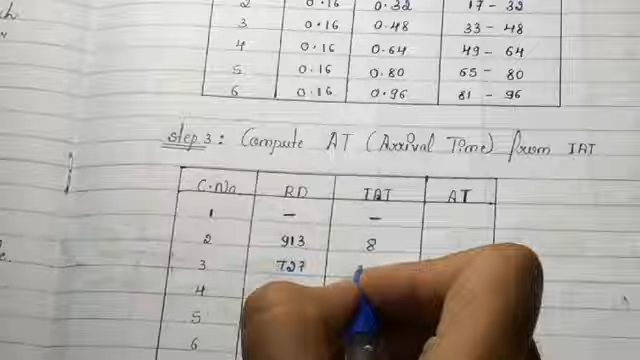 2 0.16 0.32 17 - 32
3 0.16 0.48 33 - 48
4 0.16 0.64 49 - 64
5 0.16 0.80 65 - 80
6 0.16 0.96 81 - 96
Step 3: Compute AT (Arrival Time) from IAT
C.No. RD IAT AT
1 - -
2 913 8
3 727
4
5
6